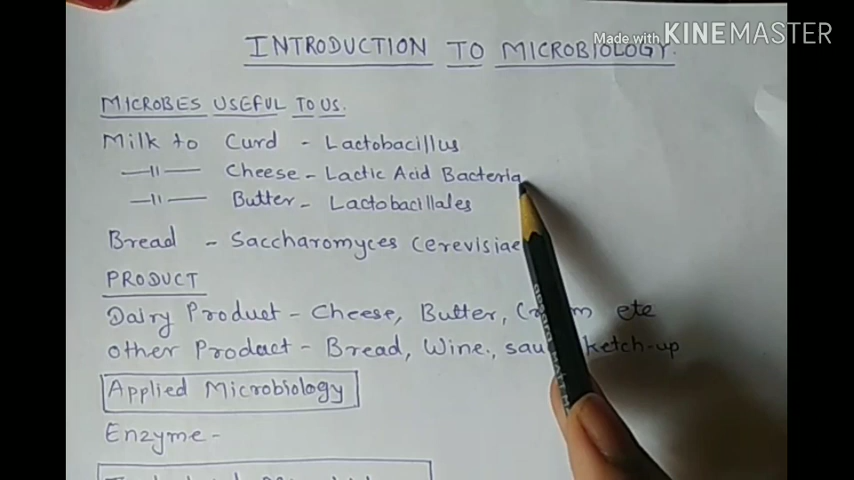 Made with KINEMASTER
INTRODUCTION TO MICROBIOLOGY.
MICROBES USEFUL TO US.
Milk to Curd - Lactobacillus
—11— Cheese - Lactic Acid Bacteria
—11— Butter - Lactobacillales
Bread - Saccharomyces cerevisiae
PRODUCT
Dairy Product - Cheese, Butter, etc
other Product - Bread, Wine., ketch-up
Applied Microbiology
Enzyme -